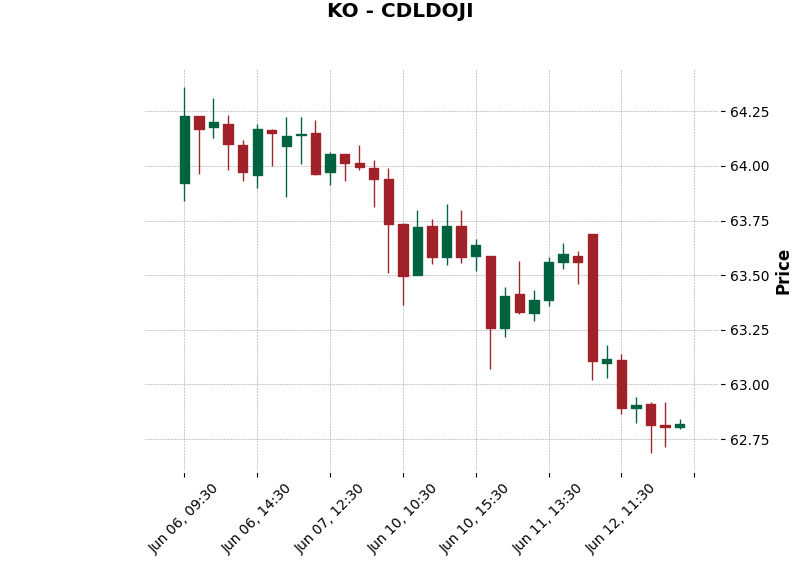 KO - CDLDOJI
64.25
64.00
63.75
63.50
63.25
63.00
62.75
Price
Jun 06, 09:30
Jun 06, 14:30
Jun 07, 12:30
Jun 10, 10:30
Jun 10, 15:30
Jun 11, 13:30
Jun 12, 11:30